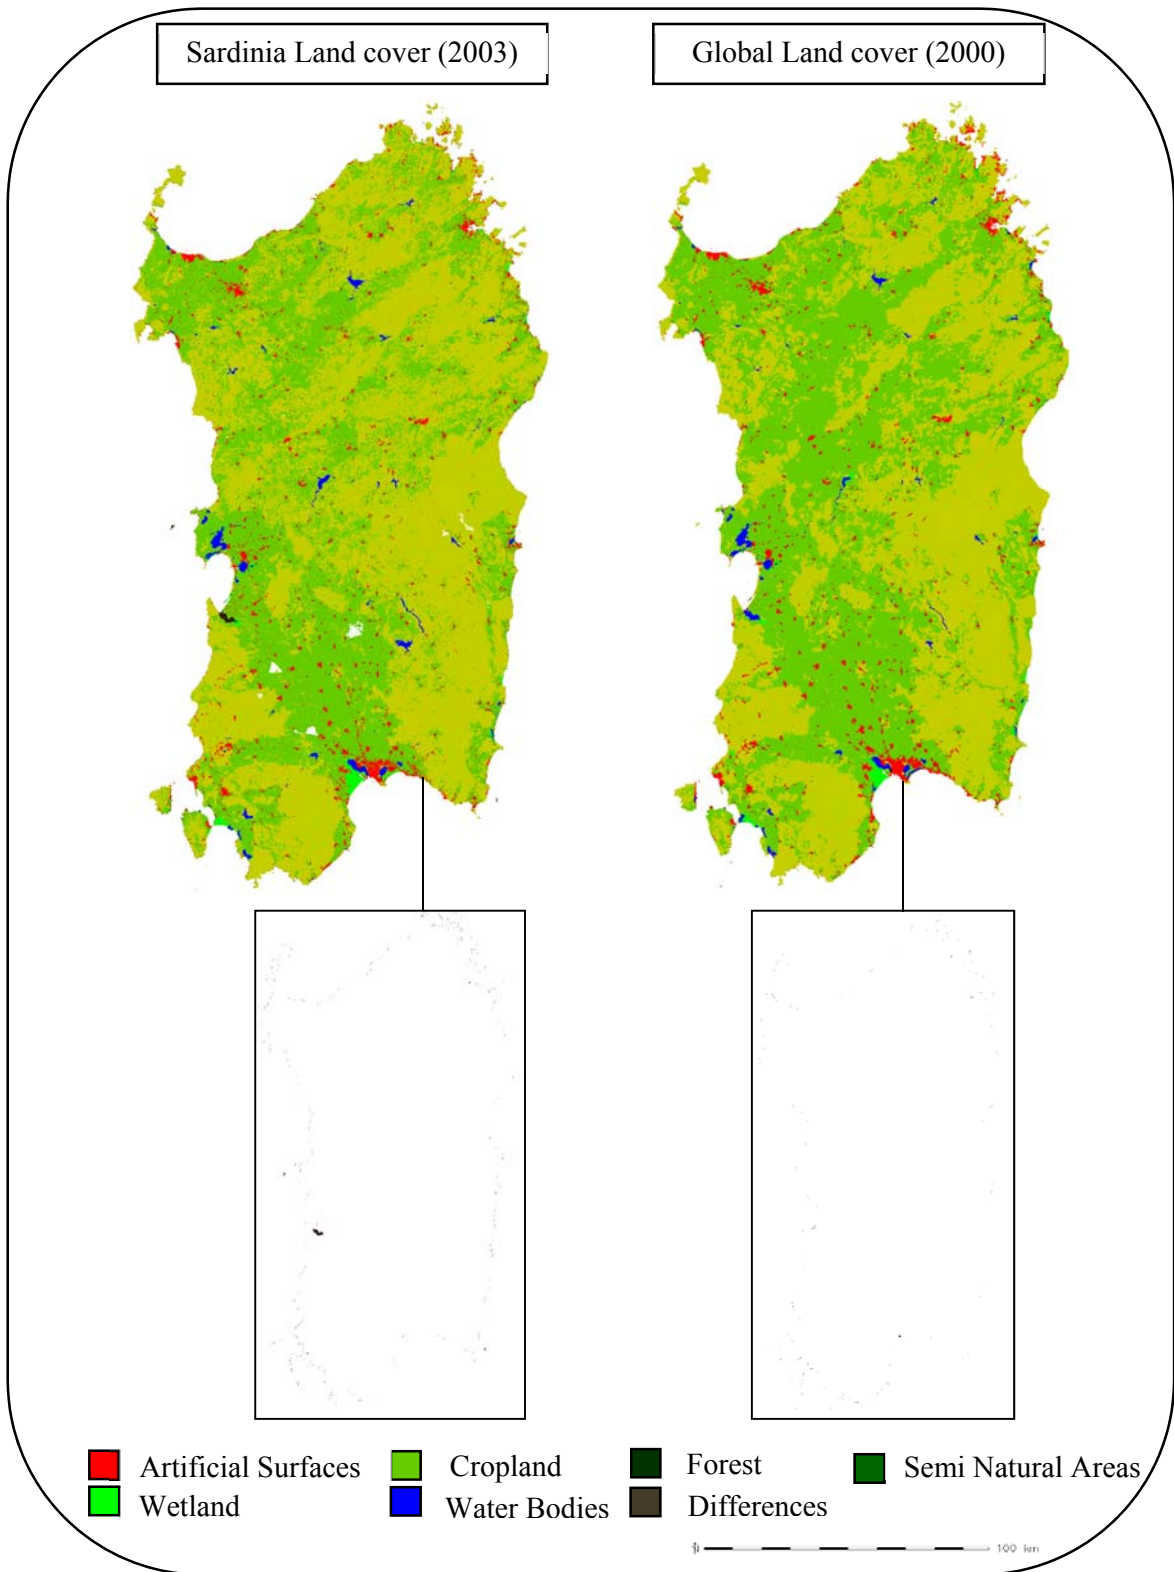 Sardinia Land cover (2003)
Global Land cover (2000)
Artificial Surfaces
Cropland
Forest
Semi Natural Areas
Wetland
Water Bodies
Differences
100 km